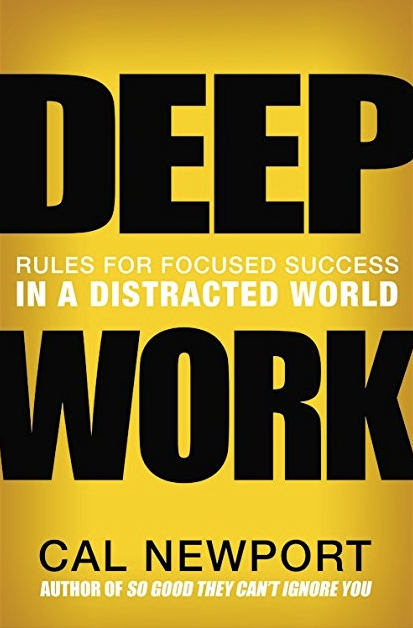 DEEP
RULES FOR FOCUSED SUCCESS
IN A DISTRACTED WORLD
WORK
CAL NEWPORT
AUTHOR OF SO GOOD THEY CAN'T IGNORE YOU